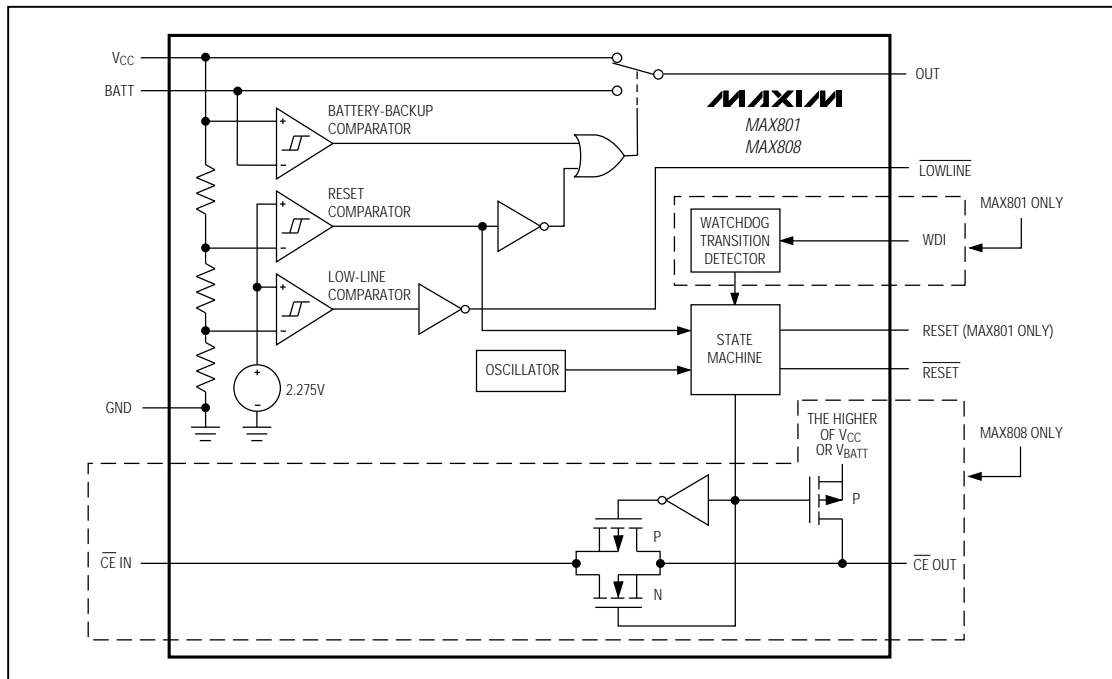 VCC
BATT
BATTERY-BACKUP
COMPARATOR
+
−
RESET
COMPARATOR
+
−
LOW-LINE
COMPARATOR
+
−
+
−
2.275V
GND
OUT
MAXIM
MAX801
MAX808
LOWLINE
MAX801 ONLY
WATCHDOG
TRANSITION
DETECTOR
WDI
STATE
MACHINE
RESET (MAX801 ONLY)
OSCILLATOR
RESET
THE HIGHER
OF VCC
OR VBATT
MAX808 ONLY
P
P
CE IN
CE OUT
N